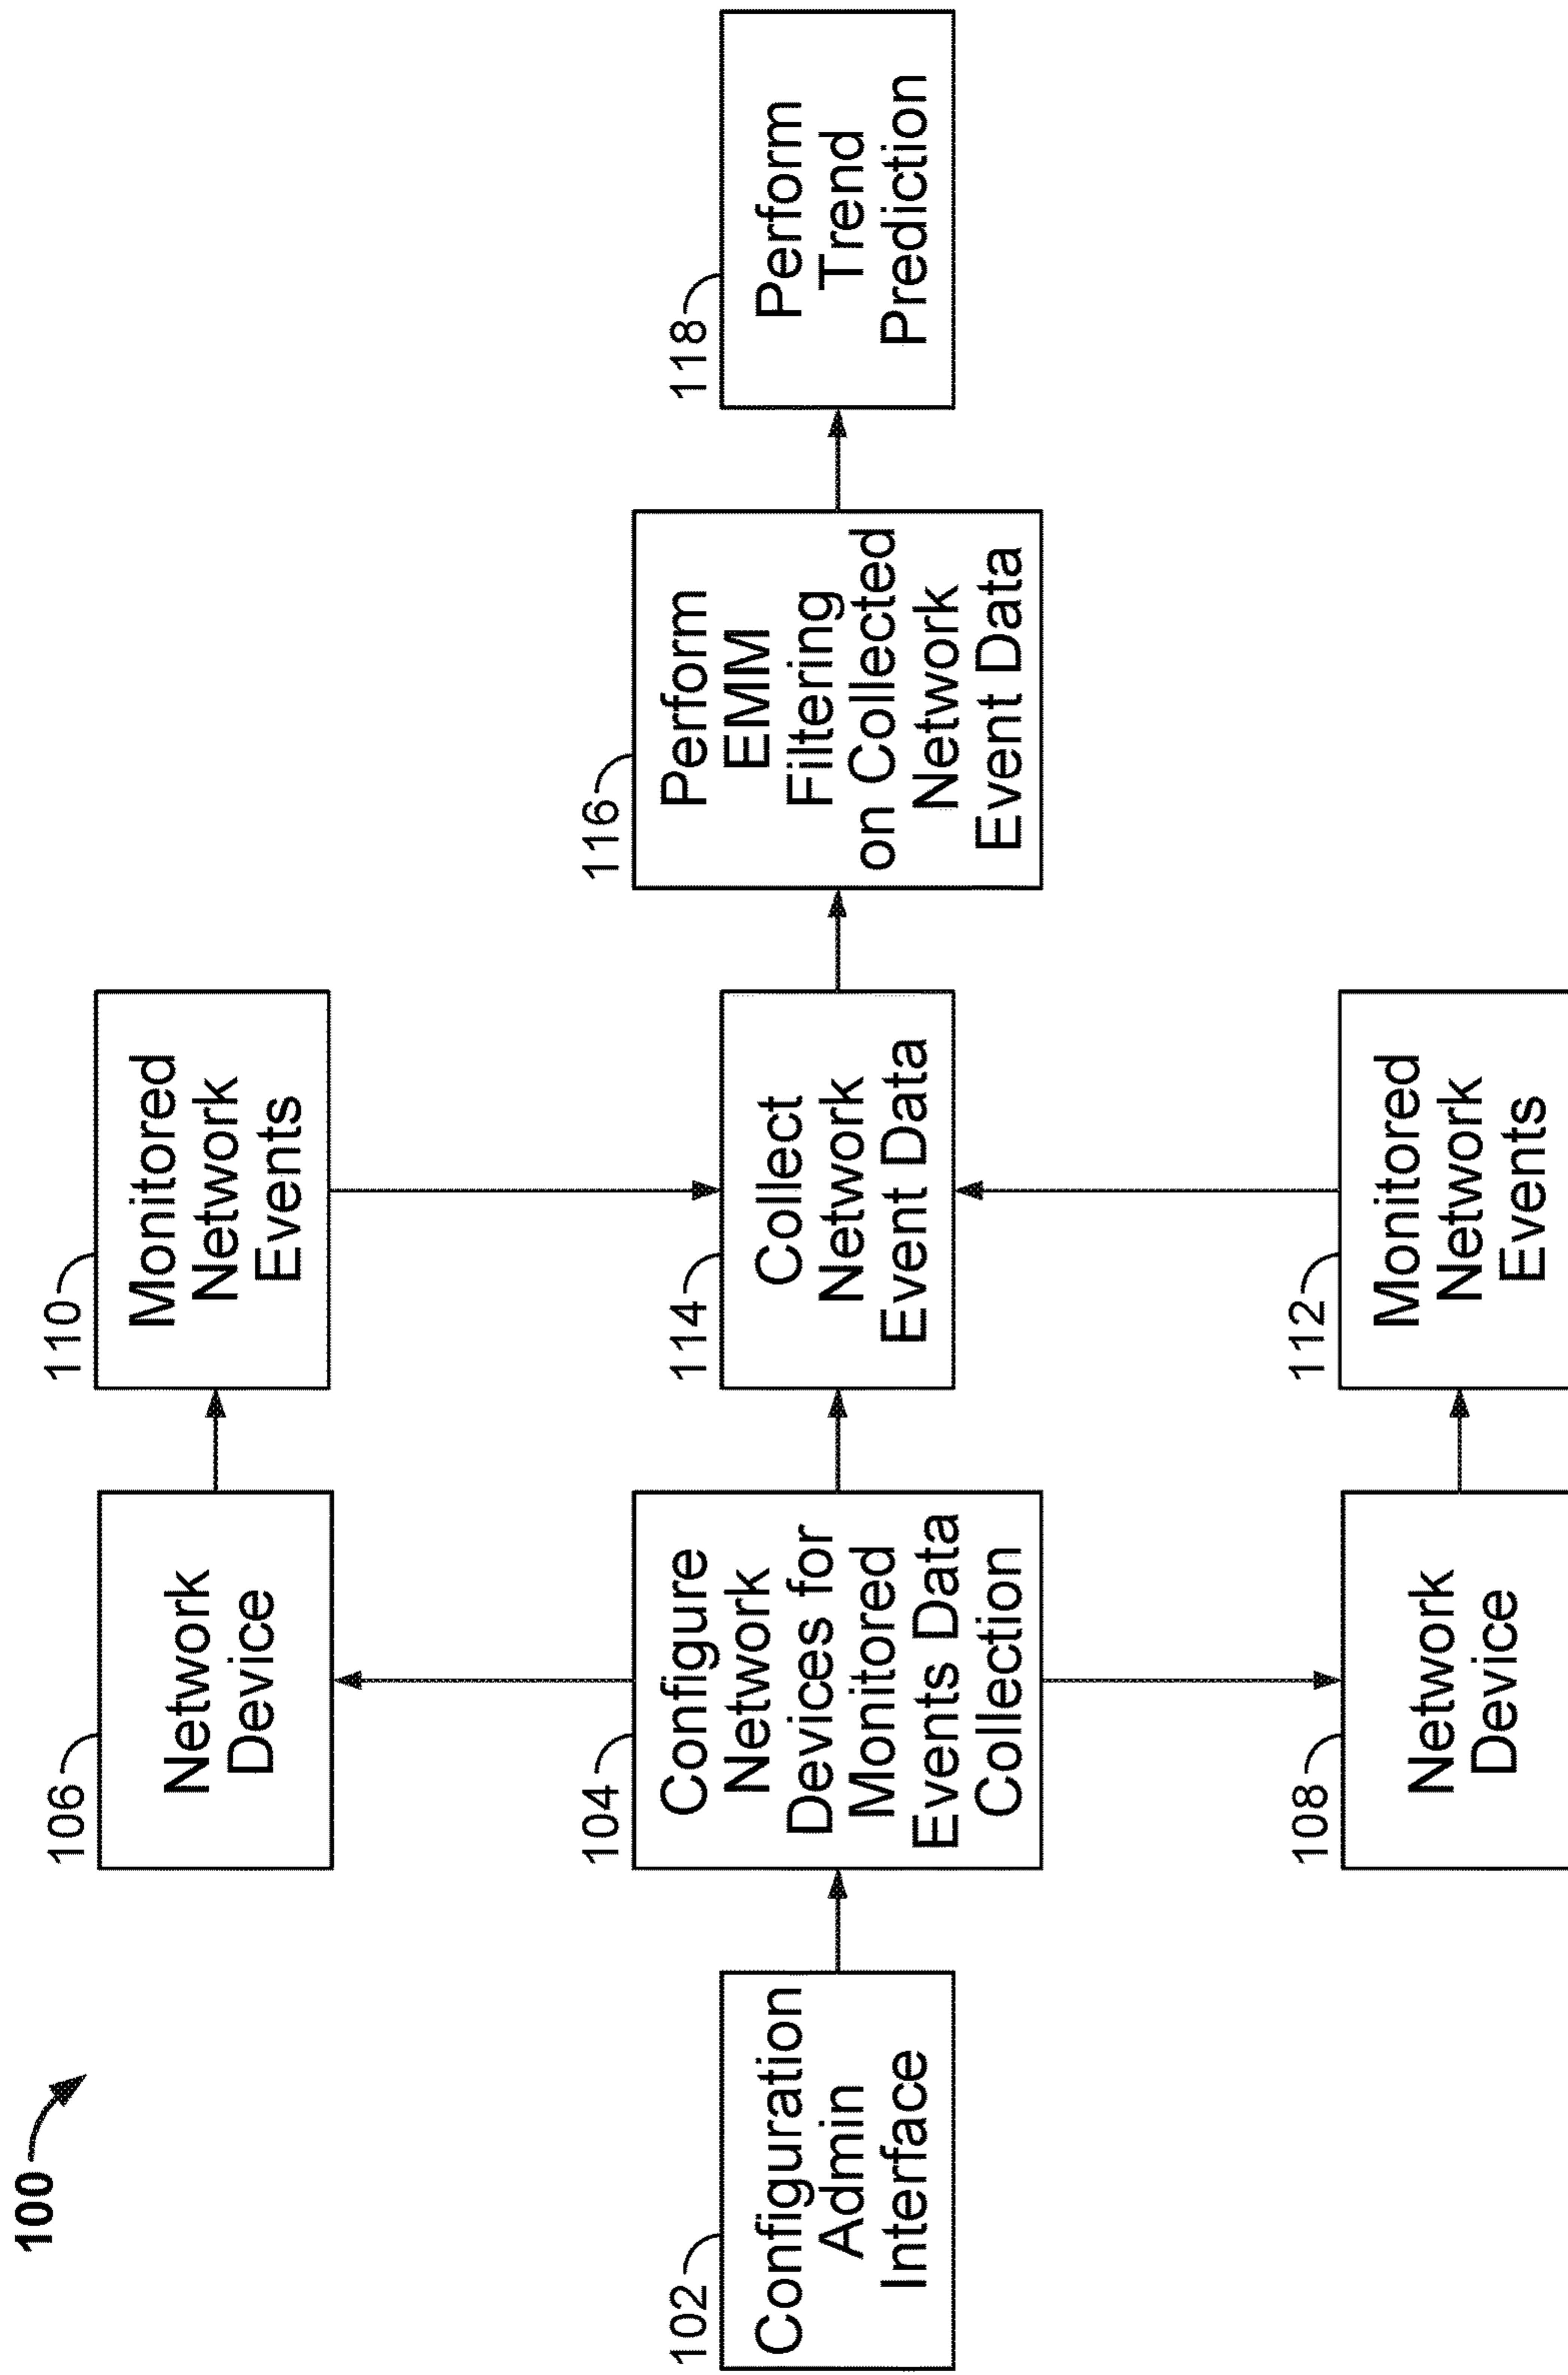 100
102
Configuration
Admin
Interface
104
Configure
Network
Devices for
Monitored
Events Data
Collection
106
Network
Device
108
Network
Device
110
Monitored
Network
Events
112
Monitored
Network
Events
114
Collect
Network
Event Data
116
Perform
EMM
Filtering
on Collected
Network
Event Data
118
Perform
Trend
Prediction